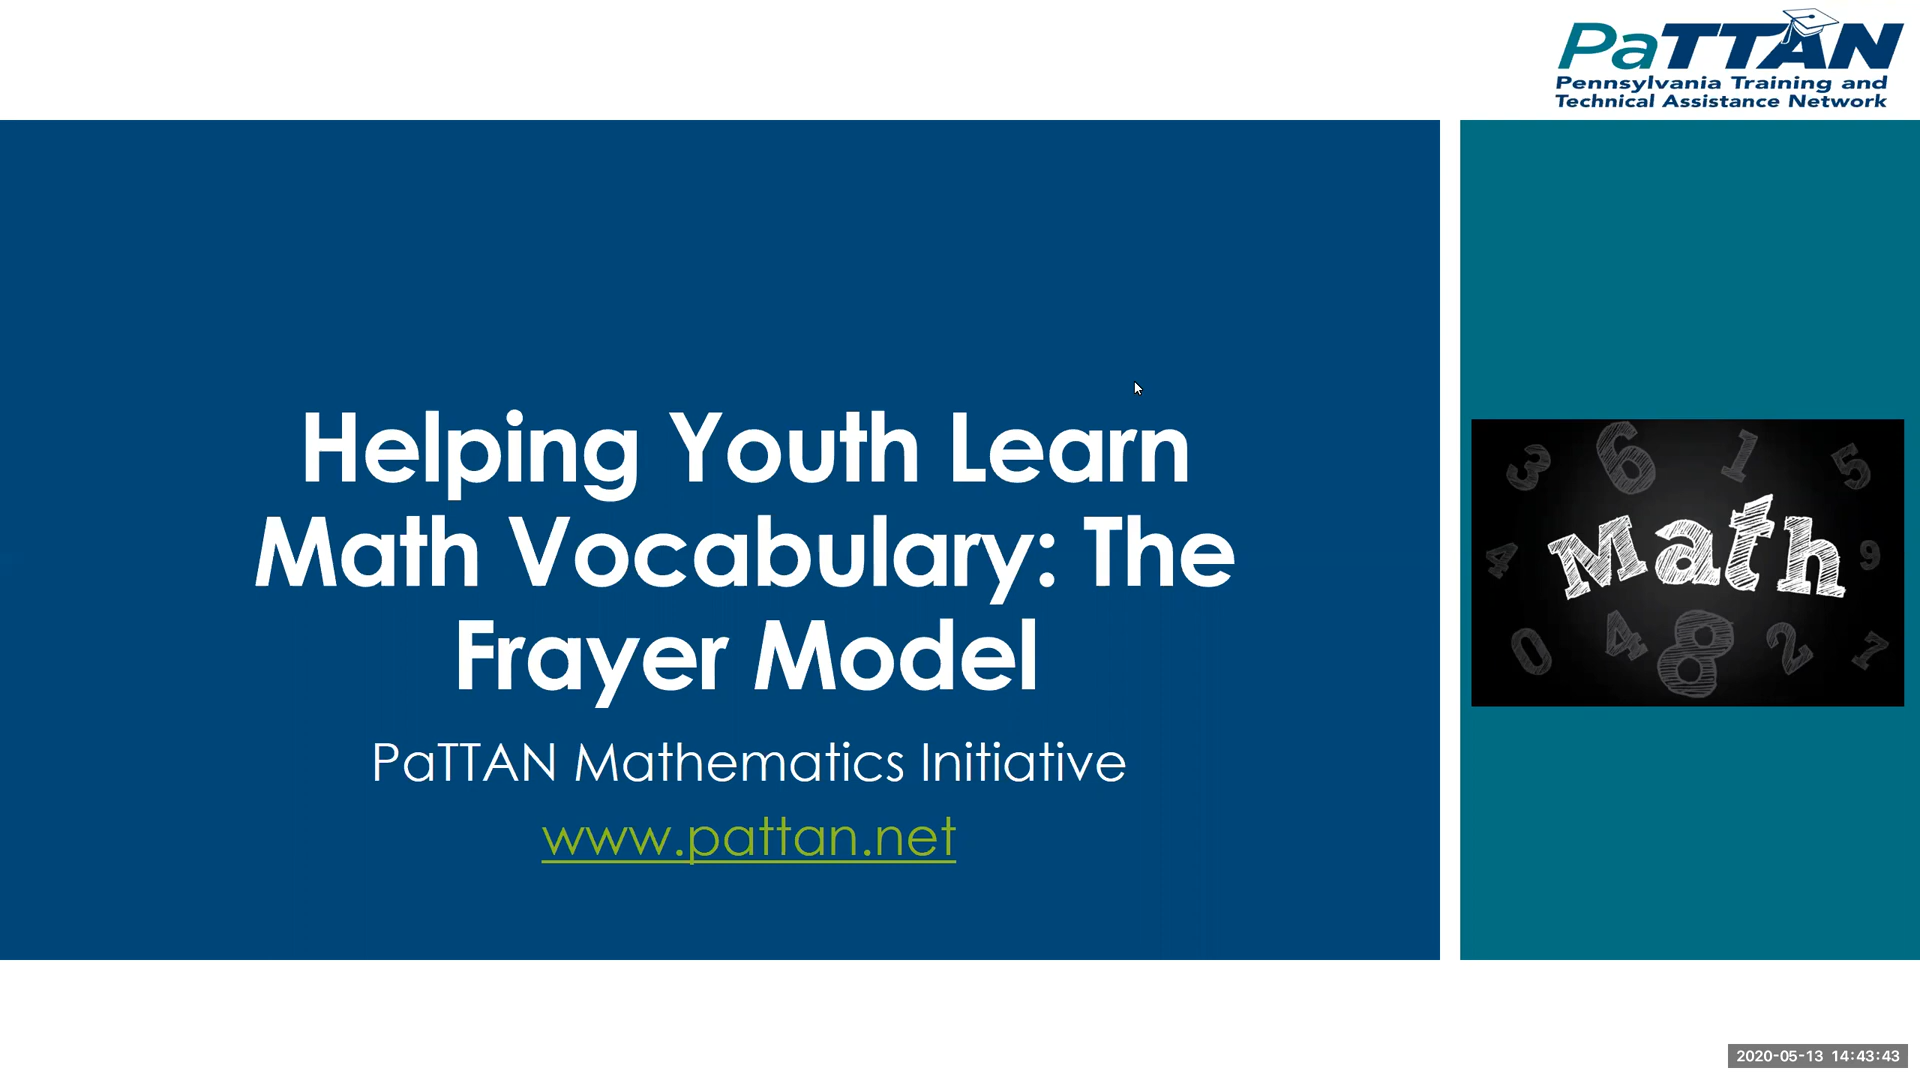 PaTTAN
Pennsylvania Training and
Technical Assistance Network
Helping Youth Learn
Math Vocabulary: The
Frayer Model
PaTTAN Mathematics Initiative
www.pattan.net
3 6 1 5
4 Math 9
0 4 8 2 7
2020-05-13 14:43:43